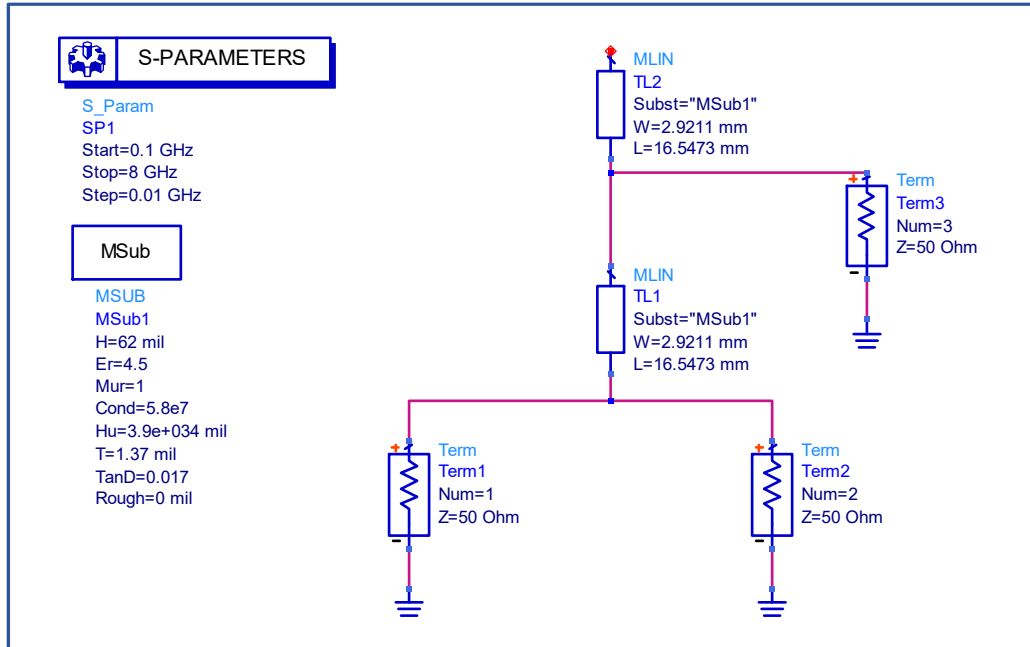 S-PARAMETERS
S_Param
SP1
Start=0.1 GHz
Stop=8 GHz
Step=0.01 GHz
MSub
MSUB
MSub1
H=62 mil
Er=4.5
Mur=1
Cond=5.8e7
Hu=3.9e+034 mil
T=1.37 mil
TanD=0.017
Rough=0 mil
MLIN
TL2
Subst="MSub1"
W=2.9211 mm
L=16.5473 mm
+
Term
Term3
Num=3
Z=50 Ohm
-
MLIN
TL1
Subst="MSub1"
W=2.9211 mm
L=16.5473 mm
+
Term
Term1
Num=1
Z=50 Ohm
-
+
Term
Term2
Num=2
Z=50 Ohm
-